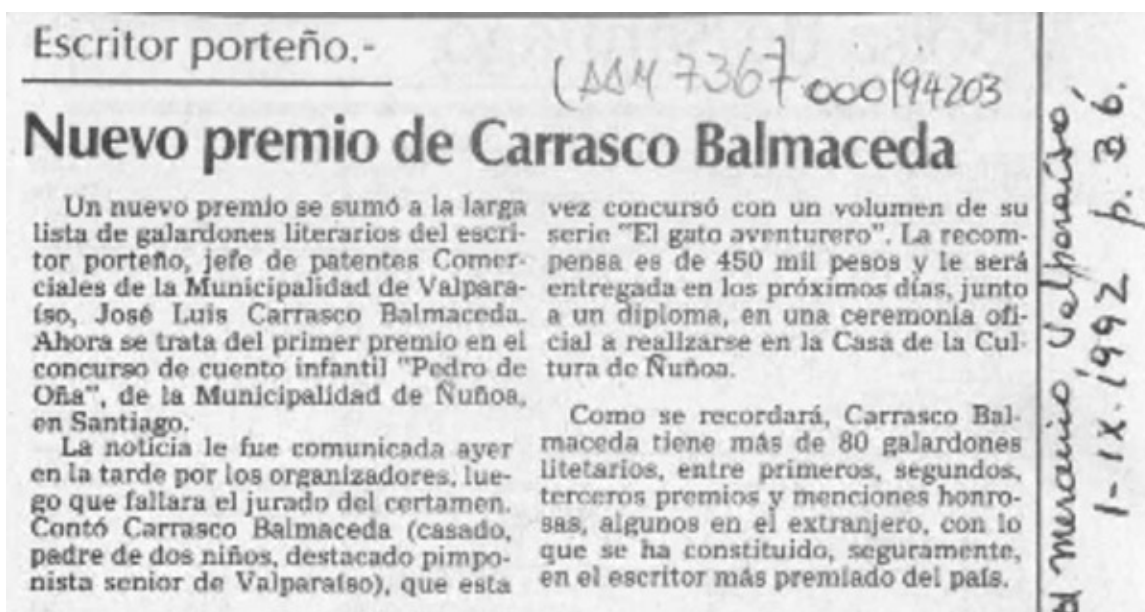 Escritor porteño.-
(AAM 7367 000194203
Nuevo premio de Carrasco Balmaceda
Un nuevo premio se sumó a la larga
lista de galardones literarios del escri-
tor porteño, jefe de patentes Comer-
ciales de la Municipalidad de Valpara-
íso, José Luis Carrasco Balmaceda.
Ahora se trata del primer premio en el
concurso de cuento infantil "Pedro de
Oña", de la Municipalidad de Ñuñoa,
en Santiago.
La noticia le fue comunicada ayer
en la tarde por los organizadores, lue-
go que fallara el jurado del certamen.
Contó Carrasco Balmaceda (casado,
padre de dos niños, destacado pimpo-
nista senior de Valparaíso), que esta
vez concursó con un volumen de su
serie "El gato aventurero". La recom-
pensa es de 450 mil pesos y le será
entregada en los próximos días, junto
a un diploma, en una ceremonia ofi-
cial a realizarse en la Casa de la Cul-
tura de Ñuñoa.
Como se recordará, Carrasco Bal-
maceda tiene más de 80 galardones
litetarios, entre primeros, segundos,
terceros premios y menciones honro-
sas, algunos en el extranjero, con lo
que se ha constituido, seguramente,
en el escritor más premiado del país.
El Mercurio, Valparaíso,
1-IX-1992 p. a6.